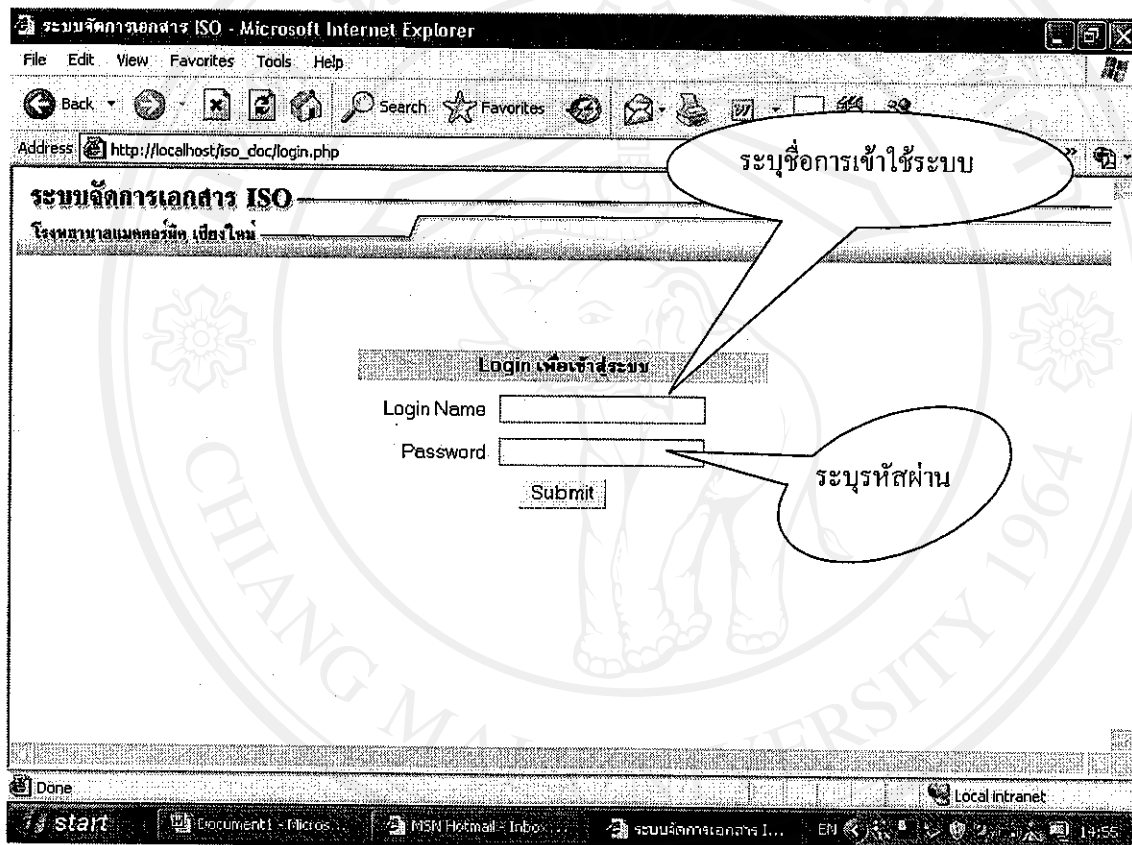 ระบบจัดการเอกสาร ISO - Microsoft Internet Explorer
File Edit View Favorites Tools Help
Back Search Favorites
Address http://localhost/iso_doc/login.php
ระบุชื่อการเข้าใช้ระบบ
ระบบจัดการเอกสาร ISO
โรงพยาบาลแมคคอร์มิค เชียงใหม่
Login เพื่อเข้าสู่ระบบ
Login Name
Password
ระบุรหัสผ่าน
Submit
CHIANG MAI UNIVERSITY 1964
Done Local intranet
start Document1 - Micros... MSN Hotmail - Inbox ... ระบบจัดการเอกสาร I... EN 14:55